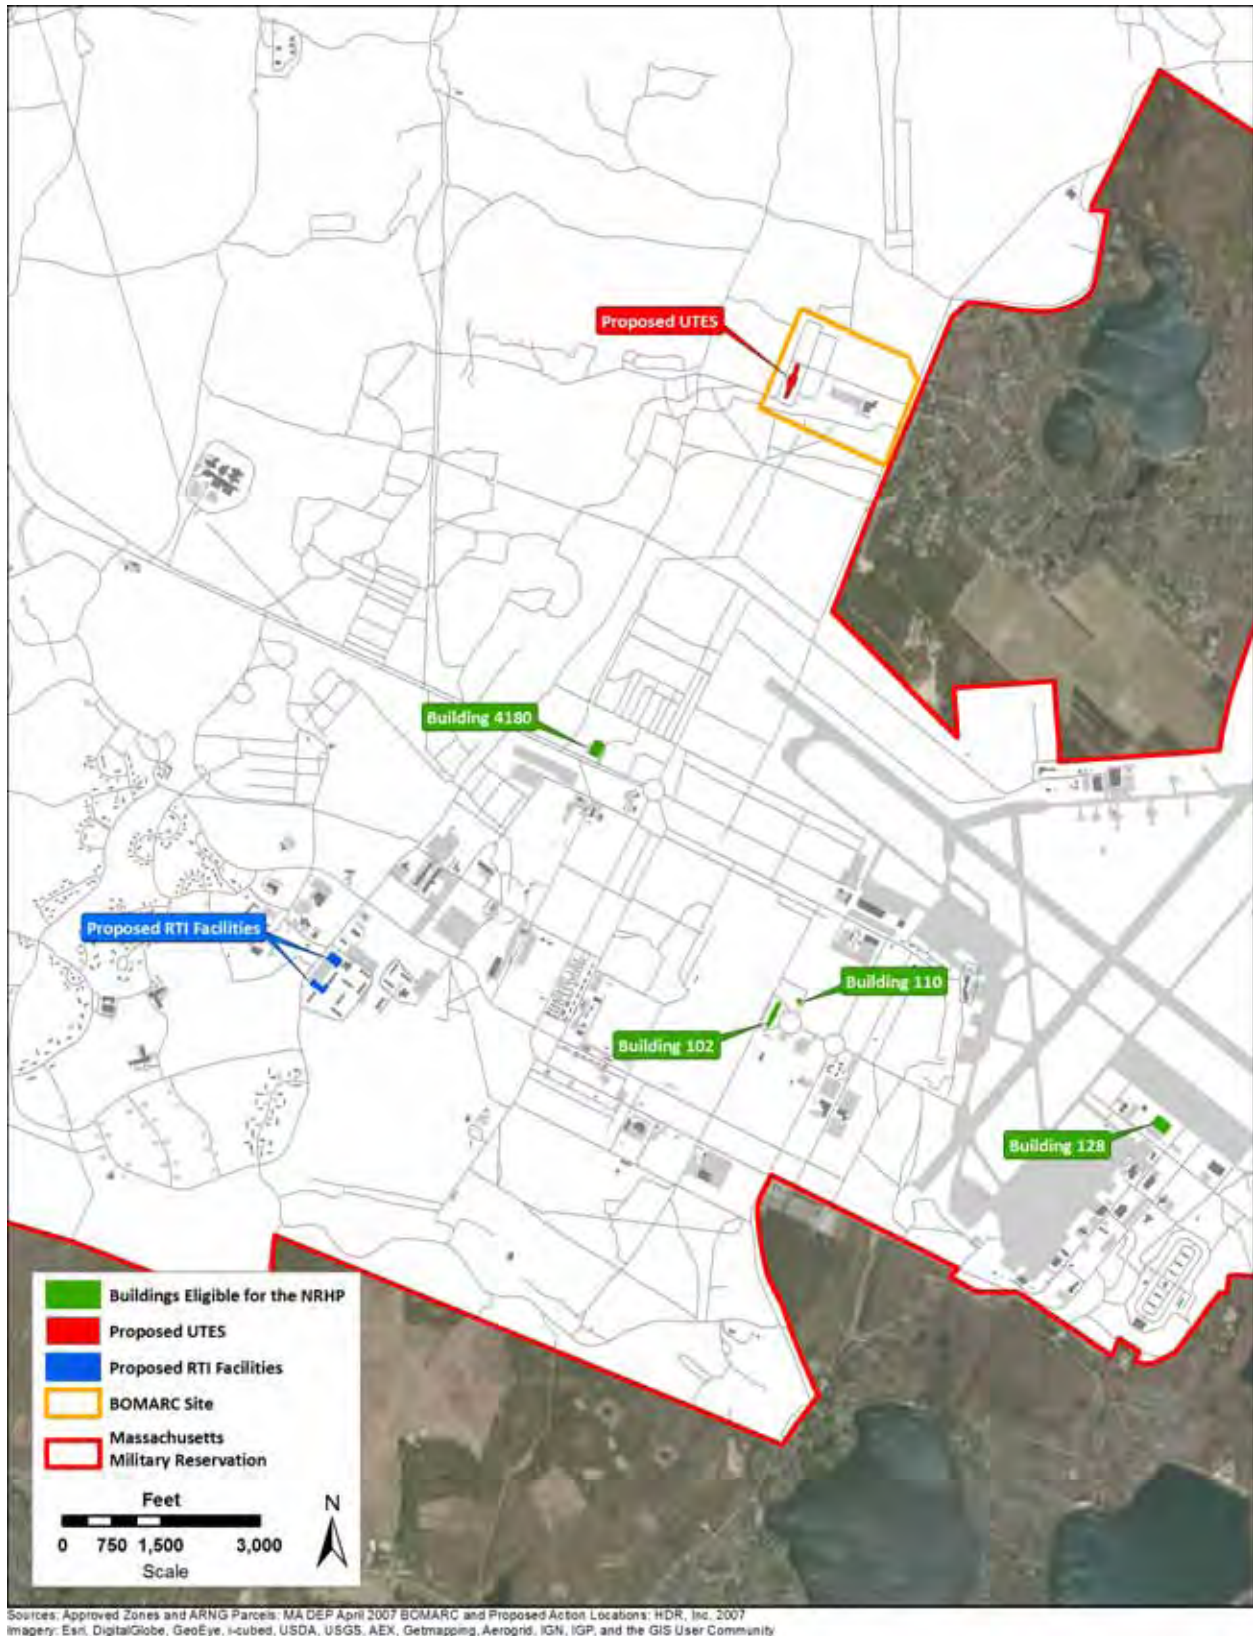 Proposed UTES
Building 4180
Proposed RTI Facilities
Building 110
Building 102
Building 128
Buildings Eligible for the NRHP
Proposed UTES
Proposed RTI Facilities
BOMARC Site
Massachusetts
Military Reservation
Feet
N
0 750 1,500 3,000
Scale
Sources: Approved Zones and ARNG Parcels: MA DEP April 2007 BOMARC and Proposed Action Locations: HDR, Inc. 2007
Imagery: Esri, DigitalGlobe, GeoEye, i-cubed, USDA, USGS, AEX, Getmapping, Aerogrid, IGN, IGP, and the GIS User Community